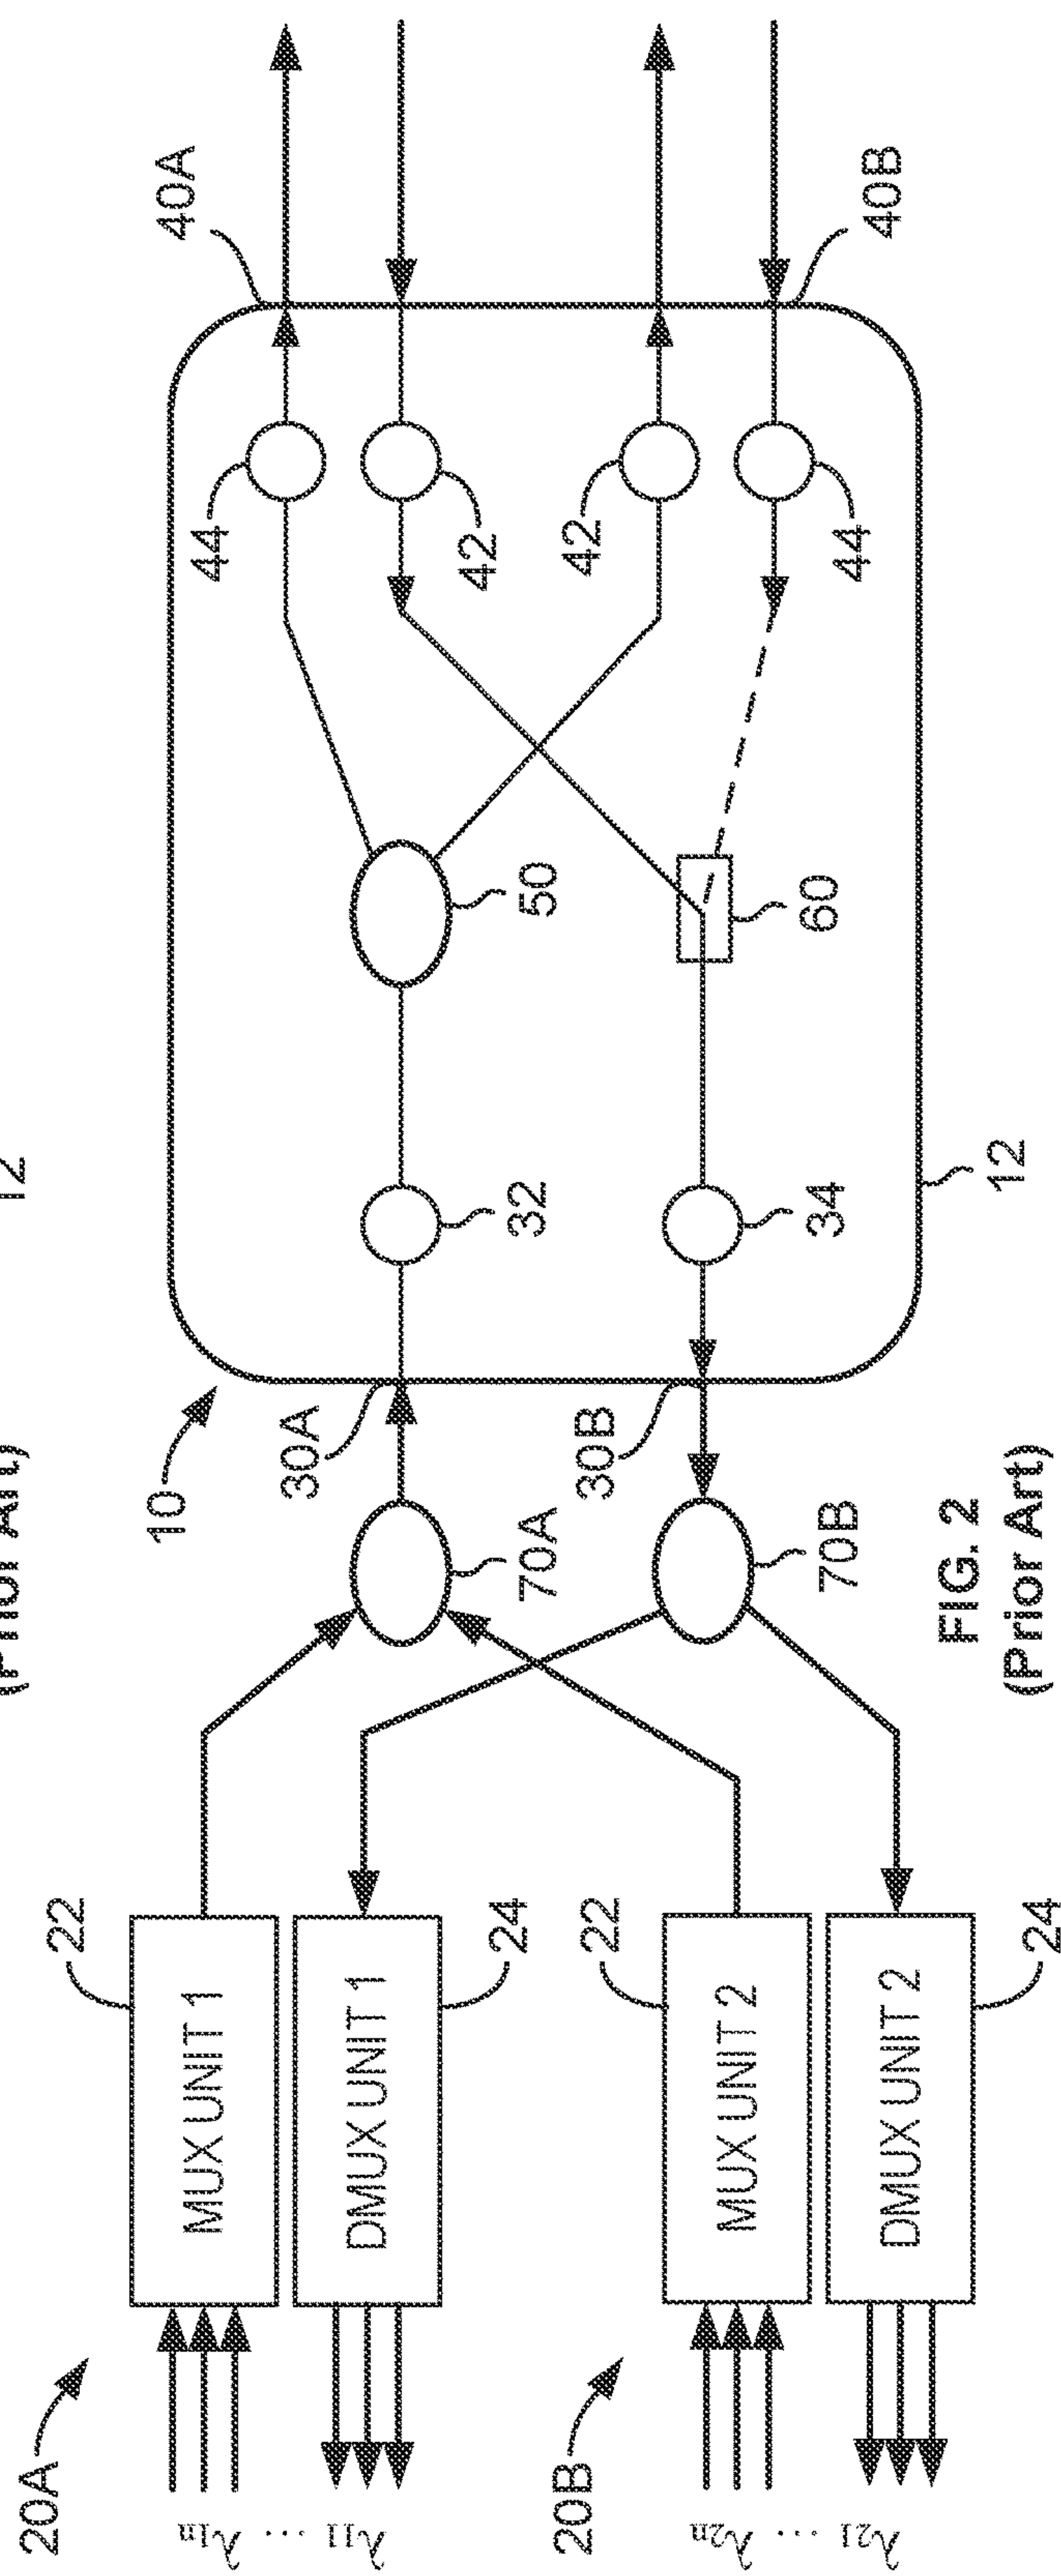 12
(Prior Art)
40A
44
42
42
44
40B
50
60
32
34
12
10
30A
30B
70A
70B
FIG. 2
(Prior Art)
22
MUX UNIT 1
DMUX UNIT 1
24
22
MUX UNIT 2
DMUX UNIT 2
24
20A
λ11 ... λ1n
20B
λ21 ... λ2n